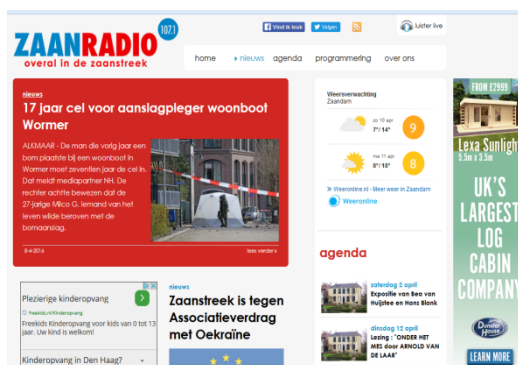 ZAANRADIO 107.1
overal in de zaanstreek
Vind ik leuk
Volgen
luister live
home
nieuws
agenda
programmering
over ons
nieuws
17 jaar cel voor aanslagpleger woonboot
Wormer
ALKMAAR - De man die vorig jaar een
bom plaatste bij een woonboot in
Wormer moet zeventien jaar de cel in.
Dat meldt mediapartner NH. De
rechter achtte bewezen dat de
27-jarige Milco G. iemand van het
leven wilde beroven met de
bomaanslag.
8-4-2016
lees verder
Weersverwachting
Zaandam
zo 10 apr
7°/ 14°
9
ma 11 apr
8°/ 18°
8
» Weeronline.nl - Meer weer in Zaandam
Weeronline
agenda
zaterdag 2 april
Expositie van Bea van
Huijstee en Hans Blank
dinsdag 12 april
Lezing : "ONDER HET
MES door ARNOLD VAN
DE LAAR"
Plezierige kinderopvang
freekids.nl/Kinderopvang
Freekids Kinderopvang voor kids van 0 tot 13
jaar. Uw kind is welkom!
Kinderopvang in Den Haag?
nieuws
Zaanstreek is tegen
Associatieverdrag
met Oekraïne
FROM £2999
Lexa Sunligh
5.5m x 3.5m
UK'S
LARGEST
LOG
CABIN
COMPANY
Dunster
House
LEARN MORE